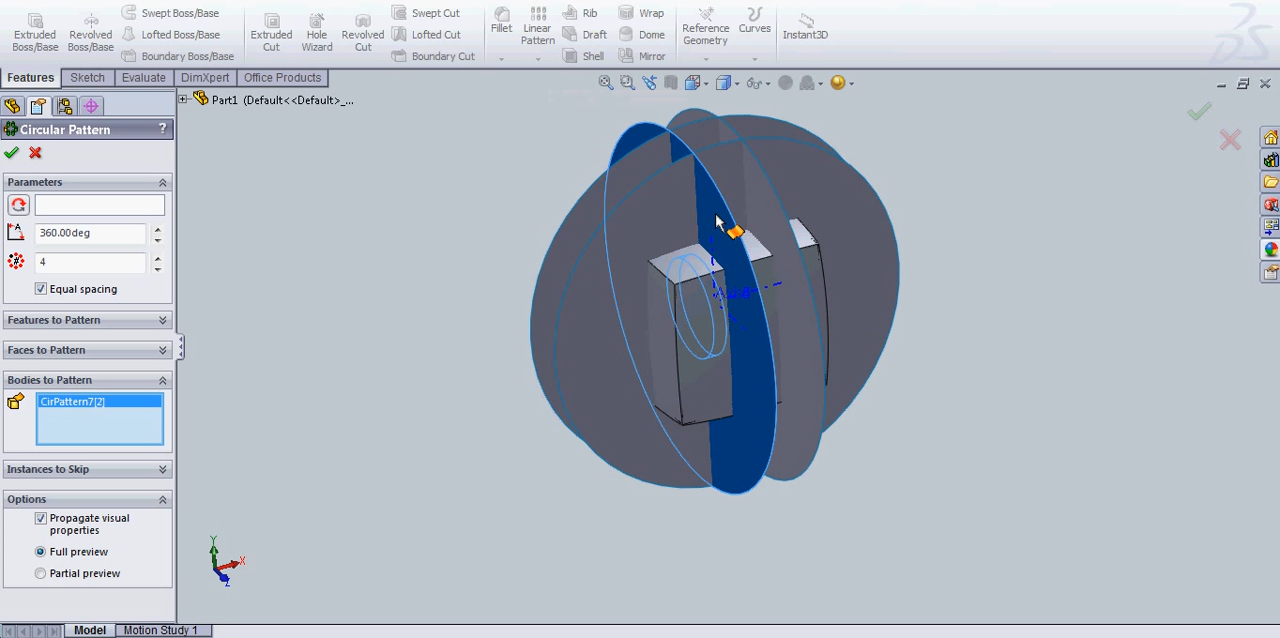 Extruded Boss/Base
Revolved Boss/Base
Swept Boss/Base
Lofted Boss/Base
Boundary Boss/Base
Extruded Cut
Hole Wizard
Revolved Cut
Swept Cut
Lofted Cut
Boundary Cut
Fillet
Linear Pattern
Rib
Draft
Shell
Wrap
Dome
Mirror
Reference Geometry
Curves
Instant3D
Features
Sketch
Evaluate
DimXpert
Office Products
Part1 (Default<<Default>_...
Circular Pattern
?
Parameters
360.00deg
4
Equal spacing
Features to Pattern
Faces to Pattern
Bodies to Pattern
CirPattern7[2]
Instances to Skip
Options
Propagate visual
properties
Full preview
Partial preview
Y
X
Z
Model
Motion Study 1